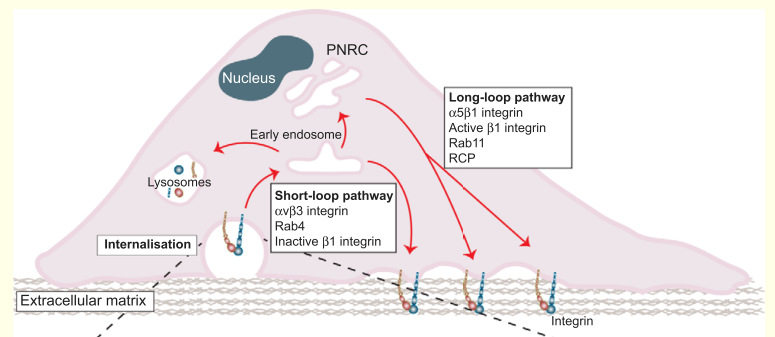 PNRC
Nucleus
Long-loop pathway
α5β1 integrin
Active β1 integrin
Rab11
RCP
Early endosome
Lysosomes
Short-loop pathway
αvβ3 integrin
Rab4
Inactive β1 integrin
Internalisation
Extracellular matrix
Integrin